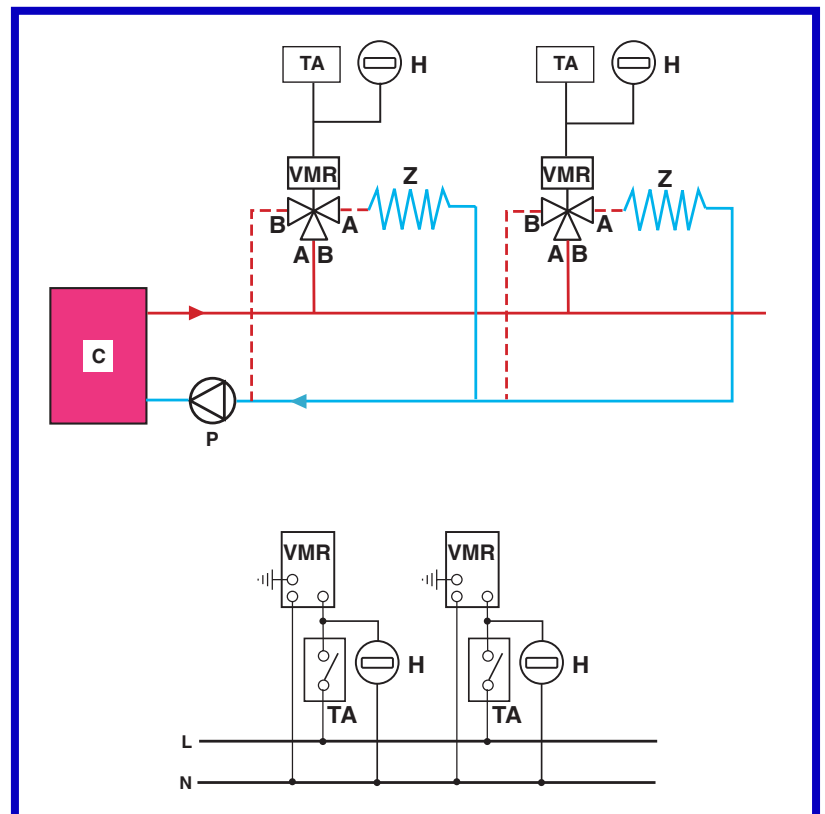 TA H TA H
VMR VMR
Z Z
B A B A
A B A B
C
P
VMR VMR
H H
TA TA
L
N